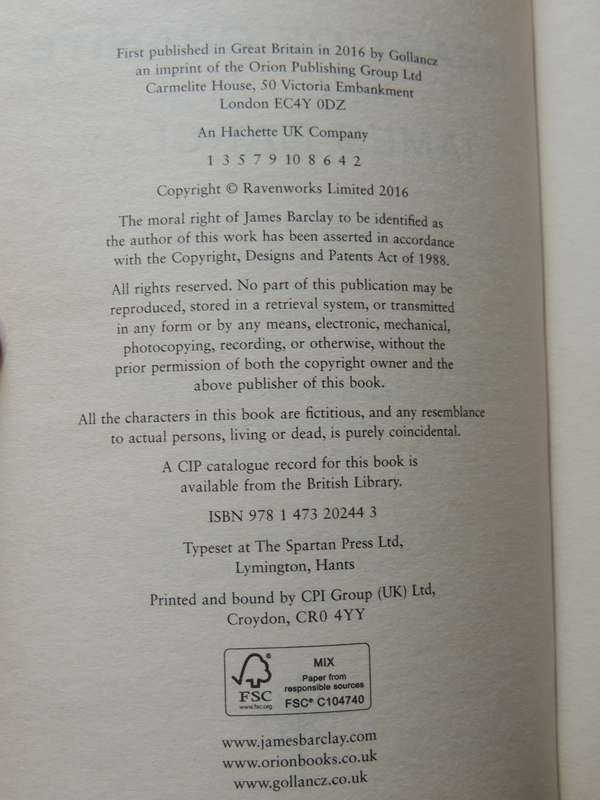 First published in Great Britain in 2016 by Gollancz
an imprint of the Orion Publishing Group Ltd
Carmelite House, 50 Victoria Embankment
London EC4Y 0DZ
An Hachette UK Company
1 3 5 7 9 10 8 6 4 2
Copyright © Ravenworks Limited 2016
The moral right of James Barclay to be identified as
the author of this work has been asserted in accordance
with the Copyright, Designs and Patents Act of 1988.
All rights reserved. No part of this publication may be
reproduced, stored in a retrieval system, or transmitted
in any form or by any means, electronic, mechanical,
photocopying, recording, or otherwise, without the
prior permission of both the copyright owner and the
above publisher of this book.
All the characters in this book are fictitious, and any resemblance
to actual persons, living or dead, is purely coincidental.
A CIP catalogue record for this book is
available from the British Library.
ISBN 978 1 473 20244 3
Typeset at The Spartan Press Ltd,
Lymington, Hants
Printed and bound by CPI Group (UK) Ltd,
Croydon, CR0 4YY
FSC
www.fsc.org
MIX
Paper from
responsible sources
FSC® C104740
www.jamesbarclay.com
www.orionbooks.co.uk
www.gollancz.co.uk